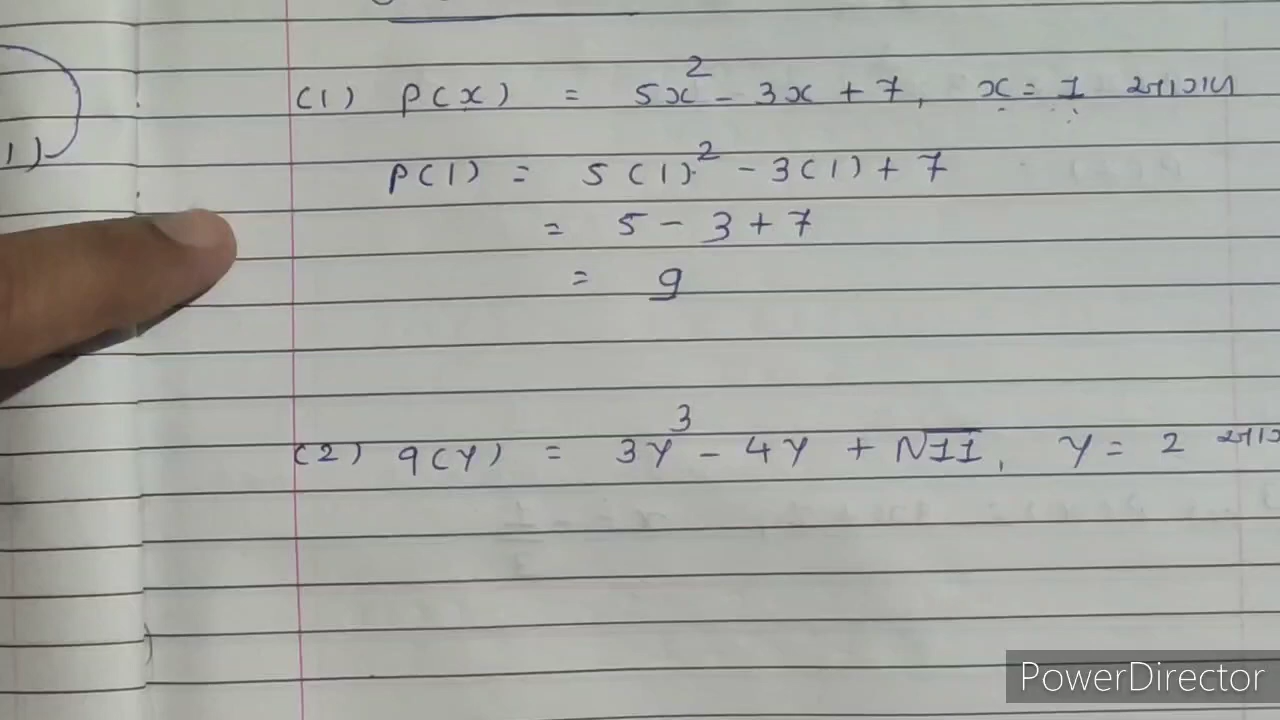 (1) P(x) = 5x² - 3x + 7, x = 1 આગળ
P(1) = 5(1)² - 3(1) + 7
= 5 - 3 + 7
= 9
(2) q(y) = 3y³ - 4y + √11, y = 2
1)
PowerDirector